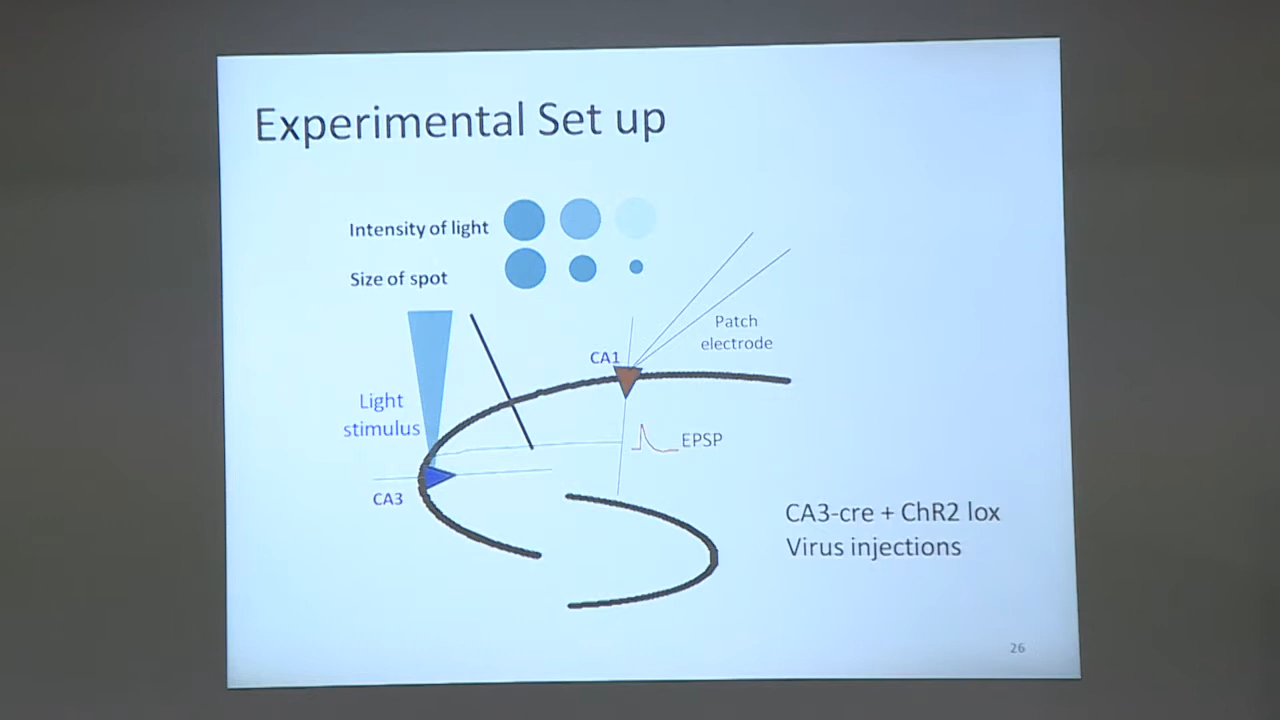 Experimental Set up
Intensity of light
Size of spot
Patch
electrode
CA1
Light
stimulus
EPSP
CA3
CA3-cre + ChR2 lox
Virus injections
26